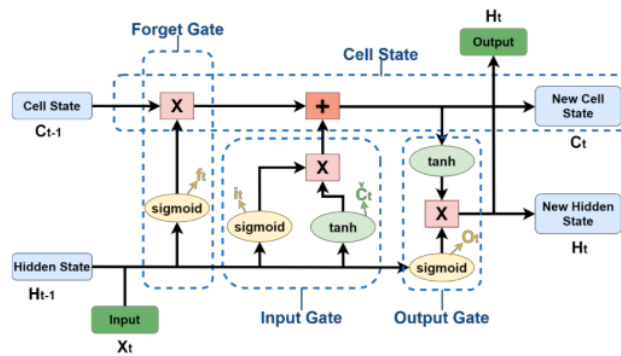 Forget Gate
Ht
Output
Cell State
Cell State
Ct-1
X
+
New Cell
State
Ct
ft
it
Čt
tanh
X
X
New Hidden
State
Ht
sigmoid
sigmoid
tanh
Ot
Hidden State
Ht-1
sigmoid
Input
Xt
Input Gate
Output Gate